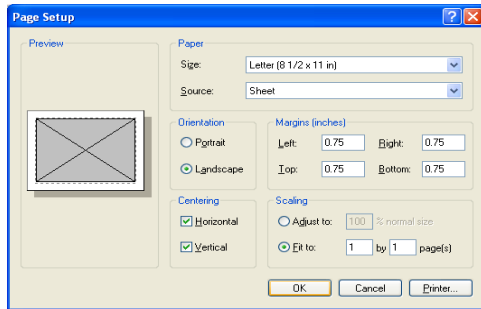 Page Setup
Preview
Paper
Size: Letter (8 1/2 x 11 in)
Source: Sheet
Orientation
Portrait
Landscape
Margins (inches)
Left: 0.75 Right: 0.75
Top: 0.75 Bottom: 0.75
Centering
Horizontal
Vertical
Scaling
Adjust to: 100 % normal size
Fit to: 1 by 1 page(s)
OK Cancel Printer...